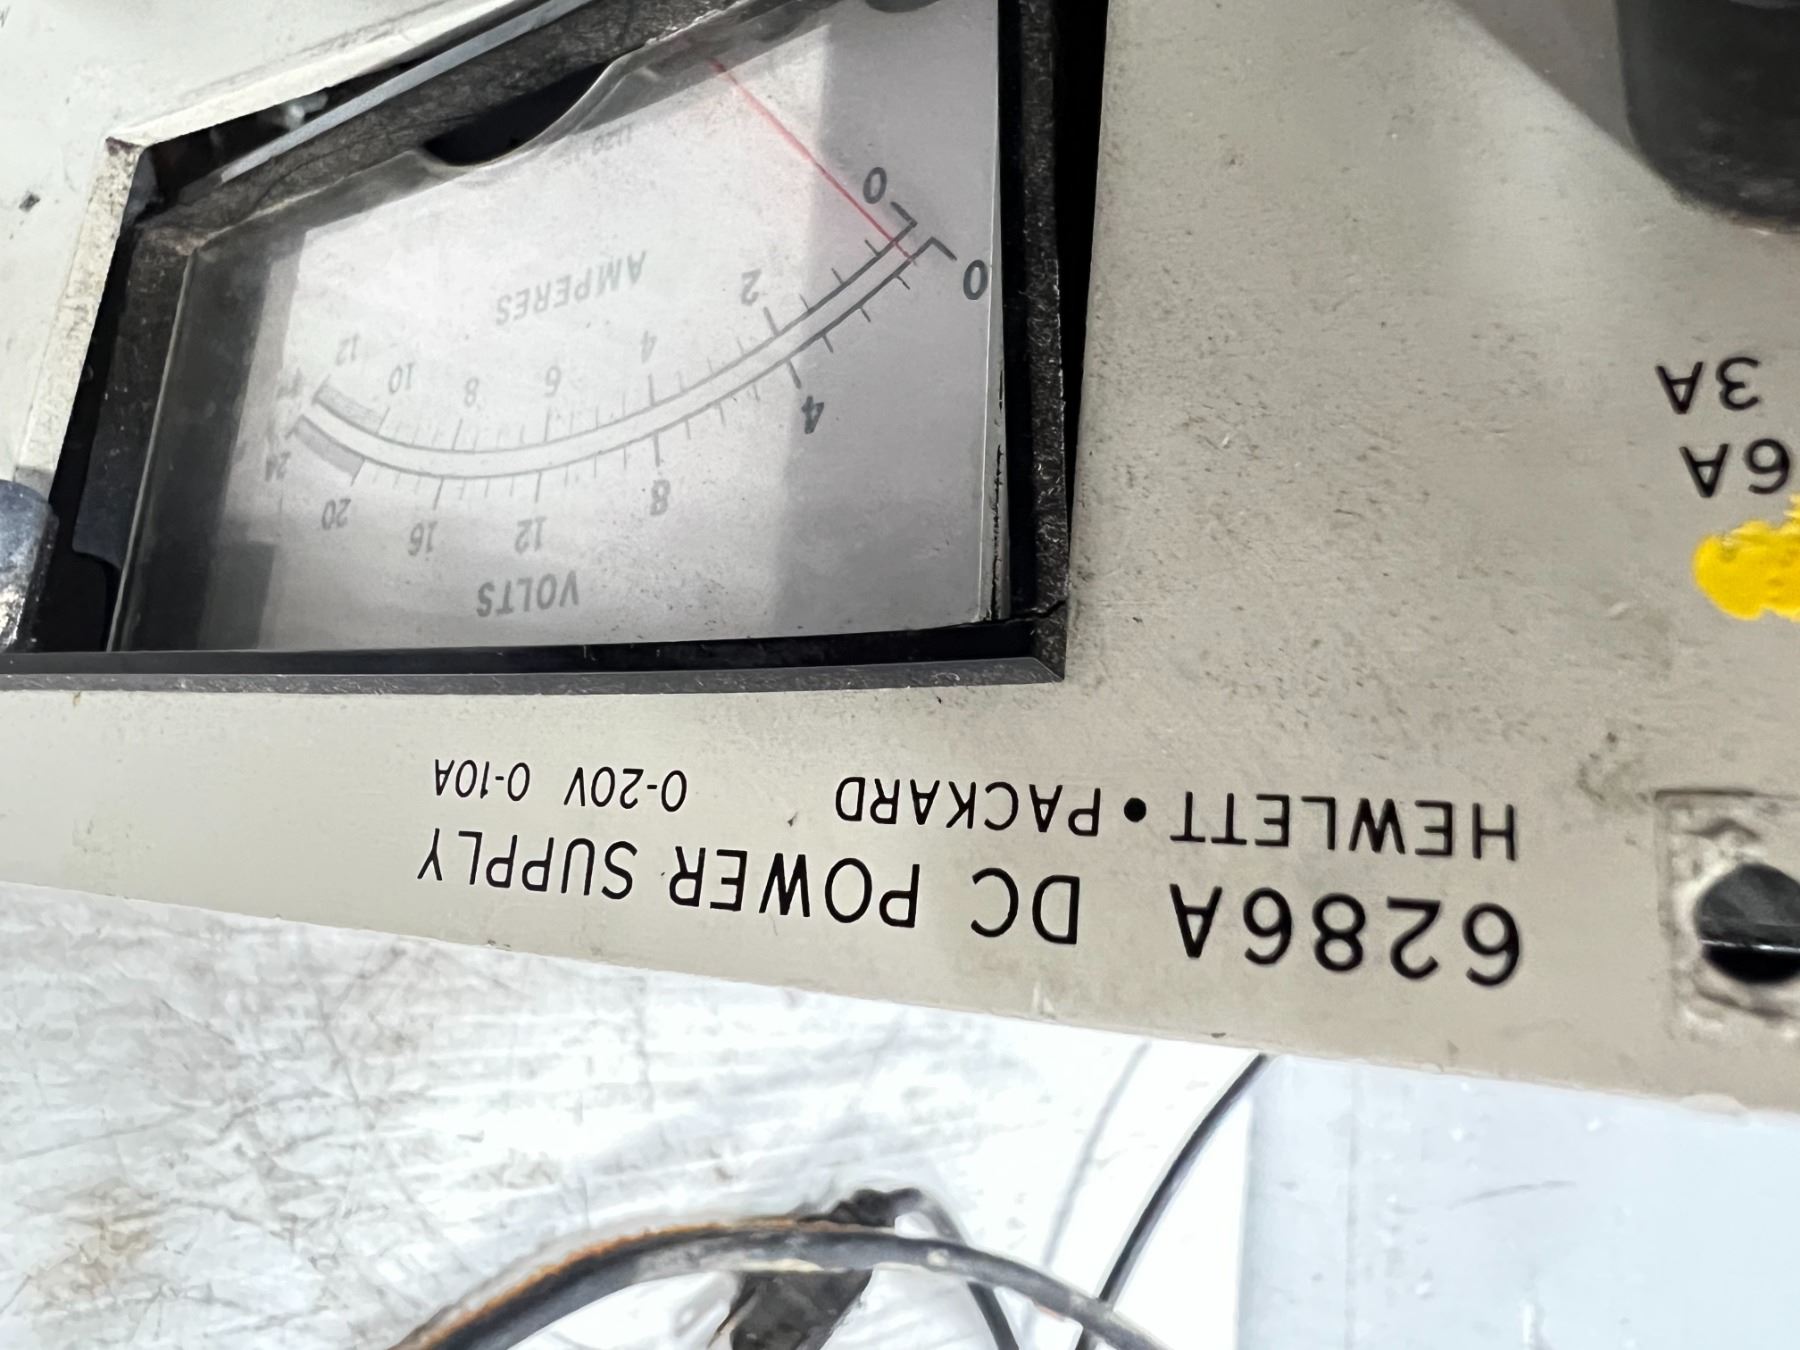 6286A DC POWER SUPPLY
HEWLETT • PACKARD 0-20V 0-10A
VOLTS
0 4 8 12 16 20 24
0 2 4 6 8 10 12
AMPERES
6A
3A